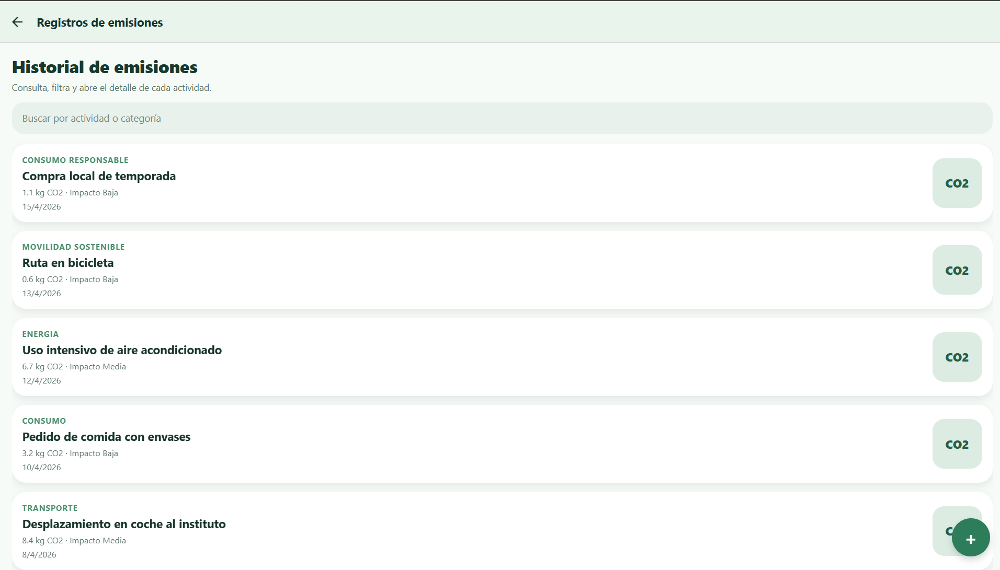 Registros de emisiones
Historial de emisiones
Consulta, filtra y abre el detalle de cada actividad.
Buscar por actividad o categoría
CONSUMO RESPONSABLE
Compra local de temporada
1.1 kg CO2 · Impacto Baja
15/4/2026
CO2
MOVILIDAD SOSTENIBLE
Ruta en bicicleta
0.6 kg CO2 · Impacto Baja
13/4/2026
CO2
ENERGIA
Uso intensivo de aire acondicionado
6.7 kg CO2 · Impacto Media
12/4/2026
CO2
CONSUMO
Pedido de comida con envases
3.2 kg CO2 · Impacto Baja
10/4/2026
CO2
TRANSPORTE
Desplazamiento en coche al instituto
8.4 kg CO2 · Impacto Media
8/4/2026
+